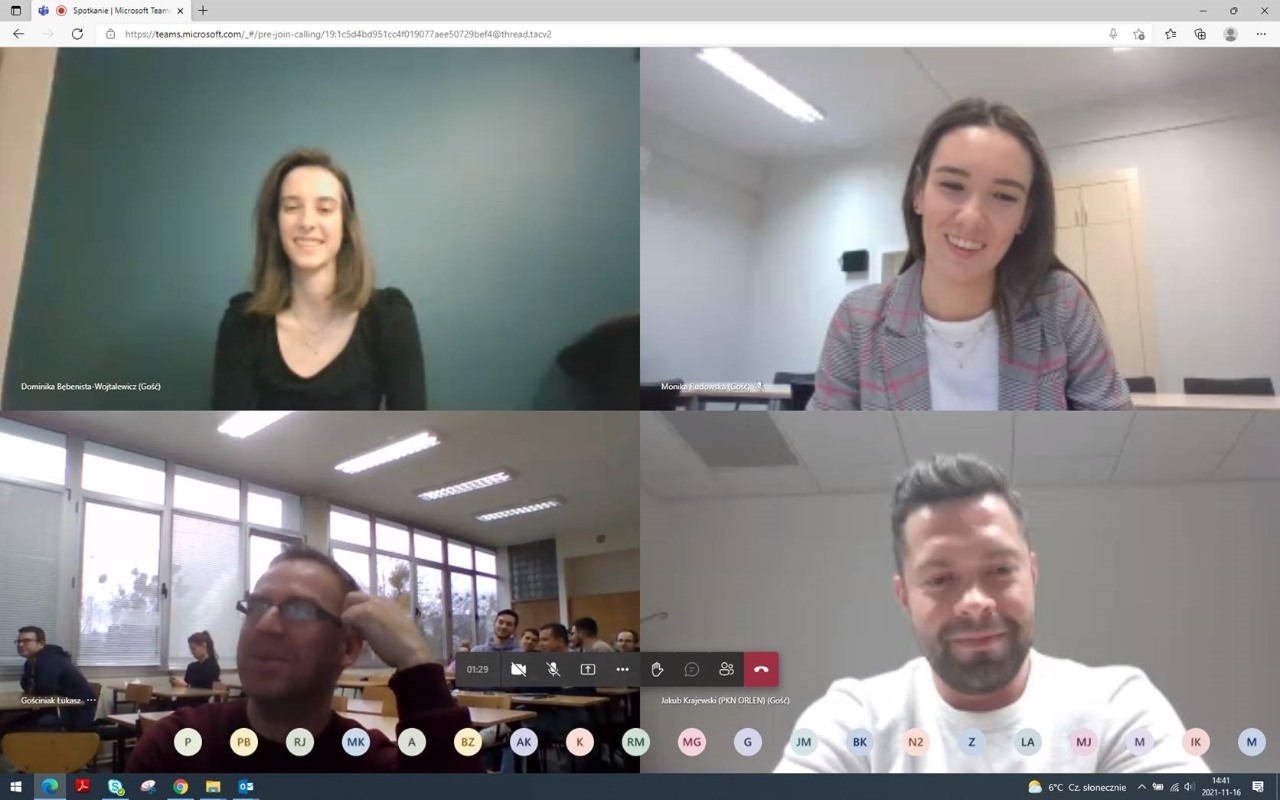 Spotkanie | Microsoft Team
https://teams.microsoft.com/_#/pre-join-calling/19:1c5d4bd951cc4f019077aee50729bef4@thread.tacv2
Dominika Bębenista-Wojtalewicz (Gość)
Monika Rudowska (Gość)
01:29
Gościniak Łukasz
Jakub Krajewski (PKN ORLEN) (Gość)
P PB RJ MK A BZ AK K RM MG G JM BK N2 Z LA MJ M IK M
6°C Cz. słonecznie
14:41
2021-11-16